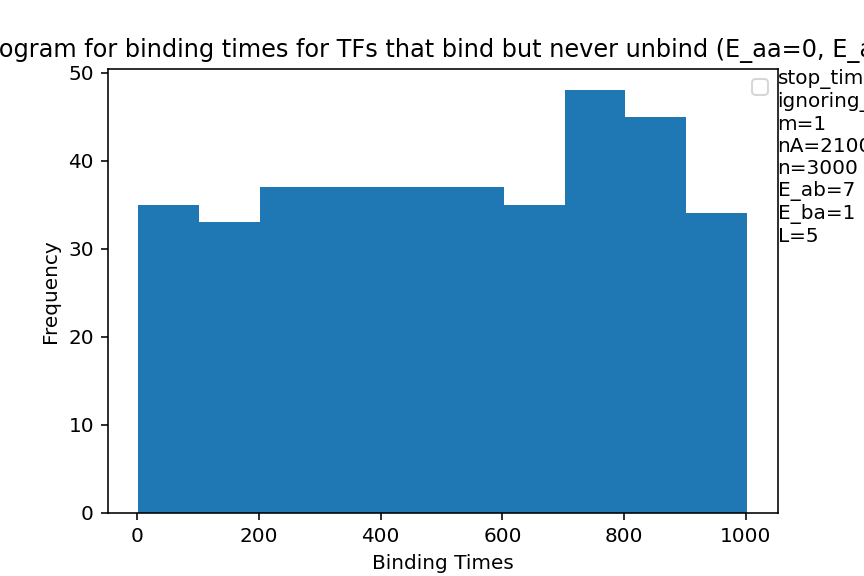 ogram for binding times for TFs that bind but never unbind (E_aa=0, E_a
50
40
30
20
10
0
Frequency
0 200 400 600 800 1000
Binding Times
stop_tim
ignoring_
m=1
nA=2100
n=3000
E_ab=7
E_ba=1
L=5